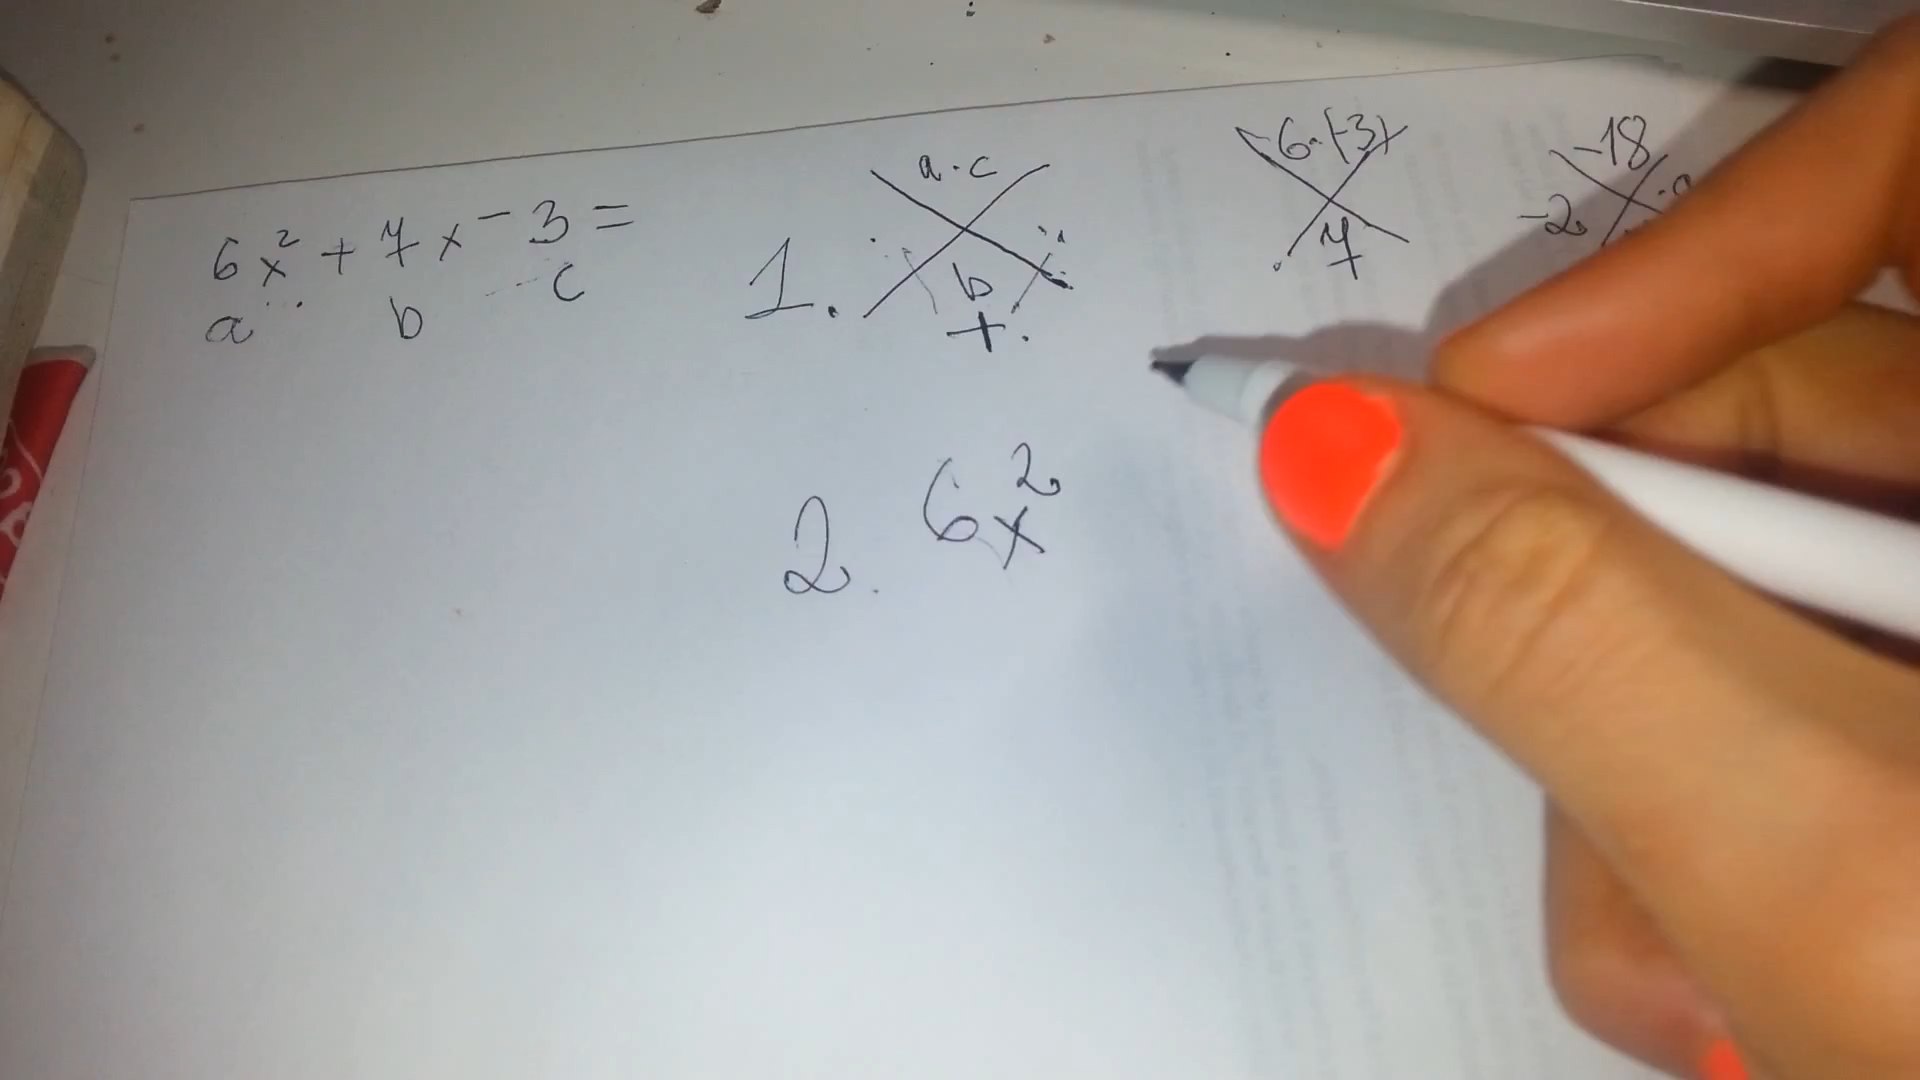 6x² + 7x - 3 =
a b c
1.
a·c
b
+
6·(-3)
7
-18
-2
2. 6x²